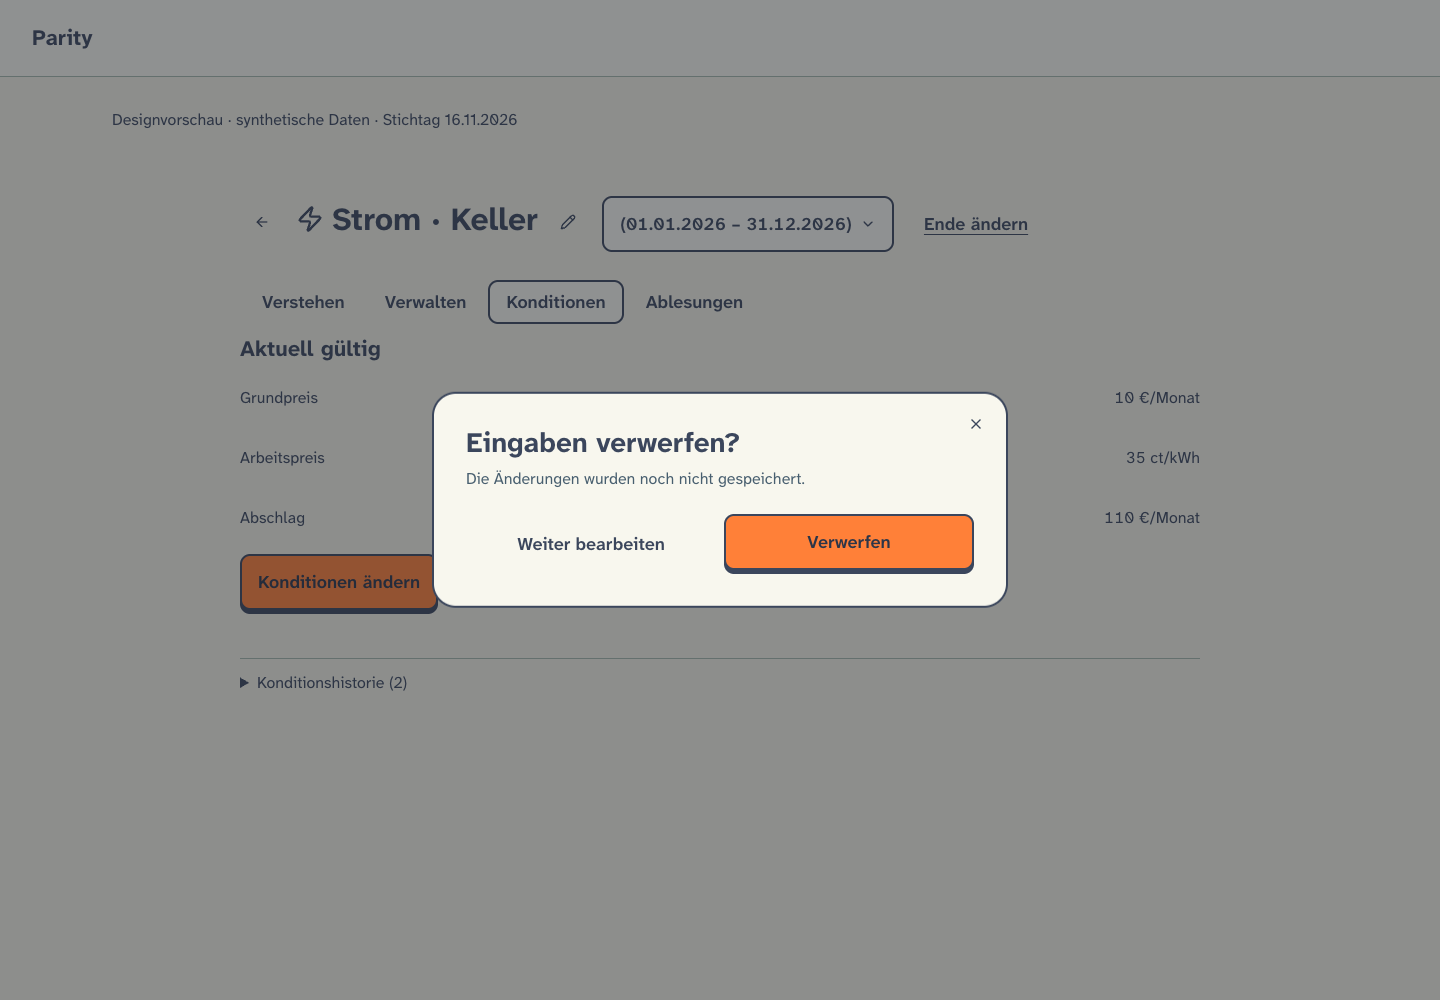 Parity
Designvorschau · synthetische Daten · Stichtag 16.11.2026
Strom · Keller
(01.01.2026 – 31.12.2026)
Ende ändern
Verstehen
Verwalten
Konditionen
Ablesungen
Aktuell gültig
Grundpreis
10 €/Monat
Eingaben verwerfen?
Die Änderungen wurden noch nicht gespeichert.
Weiter bearbeiten
Verwerfen
Arbeitspreis
35 ct/kWh
Abschlag
110 €/Monat
Konditionen ändern
Konditionshistorie (2)